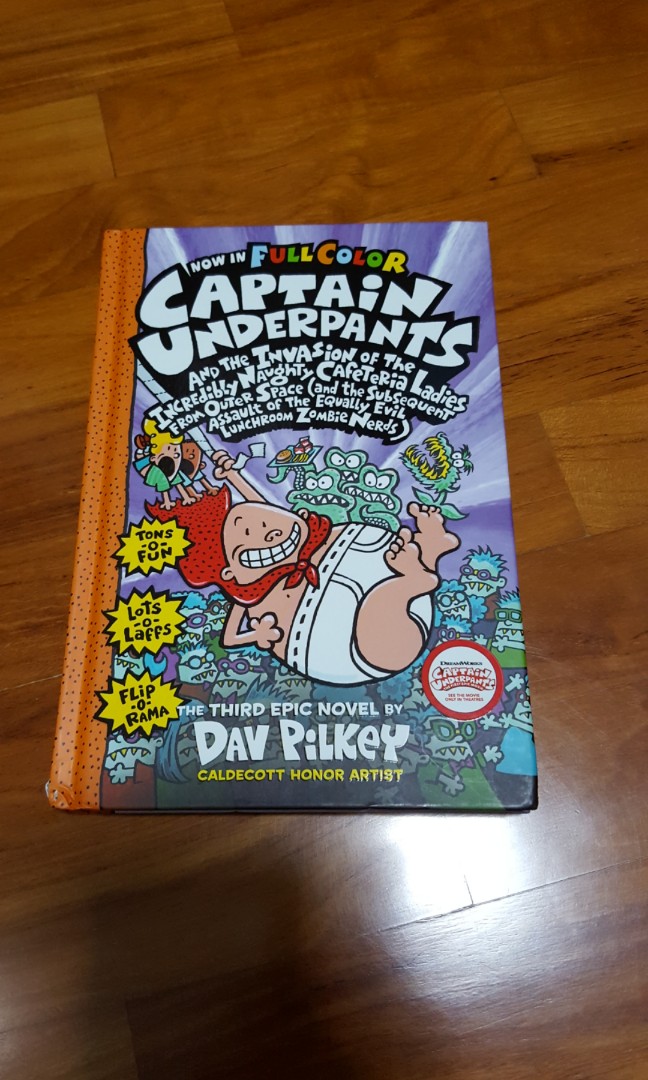 NOW IN FULL COLOR
CAPTAIN
UNDERPANTS
AND THE INVASION OF THE
INCREDIBLY NAUGHTY CAFETERIA LADIES
FROM OUTER SPACE (and the Subsequent
Assault of the Equally Evil
Lunchroom Zombie Nerds)
TONS
-O-
FUN
LOTS
-O-
LAFFS
FLIP
-O-
RAMA
DREAMWORKS
CAPTAIN
UNDERPANTS
SEE THE MOVIE
ONLY IN THEATRES
THE THIRD EPIC NOVEL BY
DAV PILKEY
CALDECOTT HONOR ARTIST